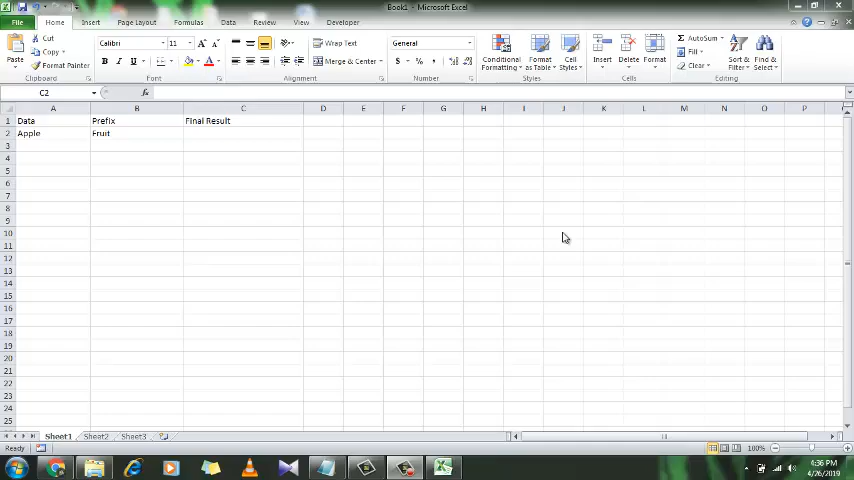 Book1 - Microsoft Excel
File Home Insert Page Layout Formulas Data Review View Developer
Cut Calibri 11 Wrap Text General AutoSum
Copy Fill
Paste Format Painter Merge & Center Conditional Format Cell Insert Delete Format Clear Sort & Find &
Formatting as Table Styles Filter Select
Clipboard Font Alignment Number Styles Cells Editing
C2 fx
A B C D E F G H I J K L M N O P
1 Data Prefix Final Result
2 Apple Fruit
3
4
5
6
7
8
9
10
11
12
13
14
15
16
17
18
19
20
21
22
23
24
25
Sheet1 Sheet2 Sheet3
Ready 100%
4:36 PM
4/26/2019